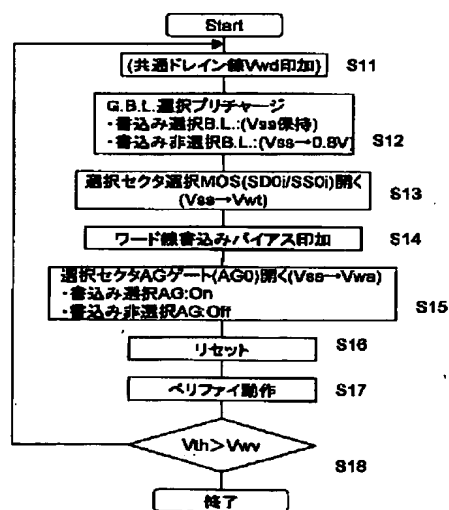 Start
(共通ドレイン線Vwd印加) S11
G.B.L.選択プリチャージ
・書込み選択B.L.:(Vss保持)
・書込み非選択B.L.:(Vss→0.8V) S12
選択セクタ選択MOS(SD0i/SS0i)開く
(Vss→Vwt) S13
ワード線書込みバイアス印加 S14
選択セクタAGゲート(AG0)開く(Vss→Vwa)
・書込み選択AG:On
・書込み非選択AG:Off S15
リセット S16
ベリファイ動作 S17
Vth>Vwv
S18
終了